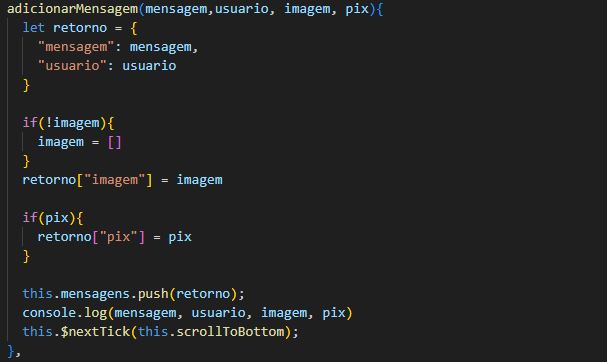 adicionarMensagem(mensagem,usuario, imagem, pix){
let retorno = {
"mensagem": mensagem,
"usuario": usuario
}
if(!imagem){
imagem = []
}
retorno["imagem"] = imagem
if(pix){
retorno["pix"] = pix
}
this.mensagens.push(retorno);
console.log(mensagem, usuario, imagem, pix)
this.$nextTick(this.scrollToBottom);
},